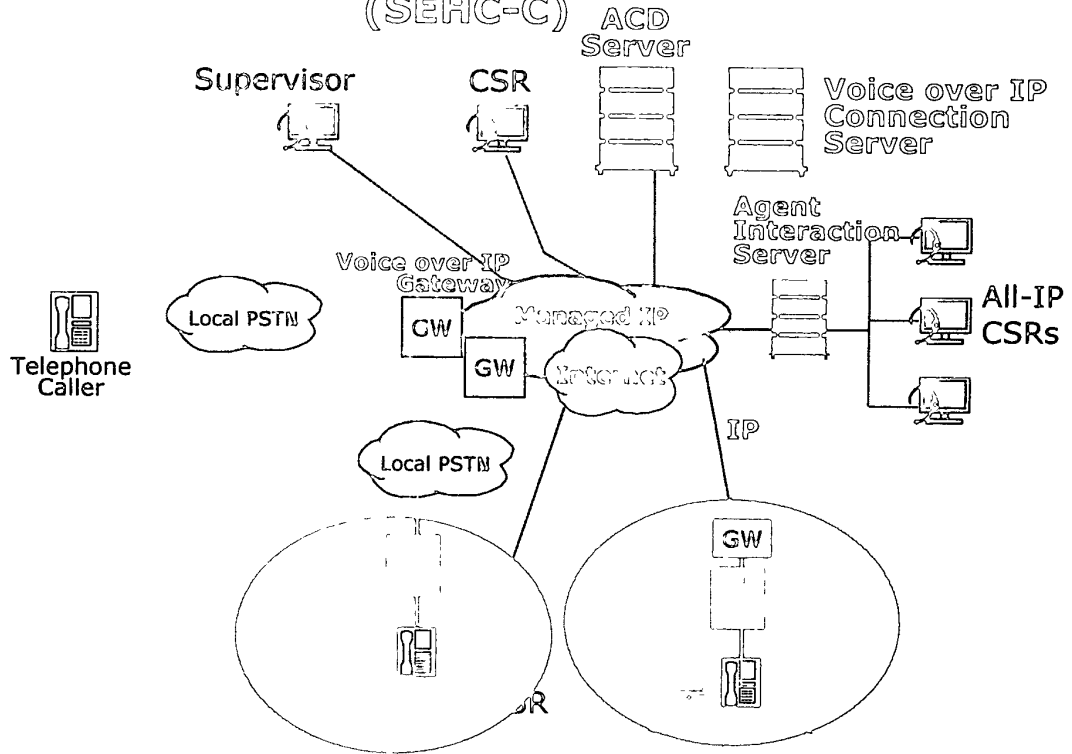 (SEHC-C)
ACD
Server
Supervisor
CSR
Voice over IP
Connection
Server
Agent
Interaction
Server
Voice over IP
Gateway
Managed IP
Local PSTN
GW
GW
Internet
All-IP
CSRs
Telephone
Caller
IP
Local PSTN
GW